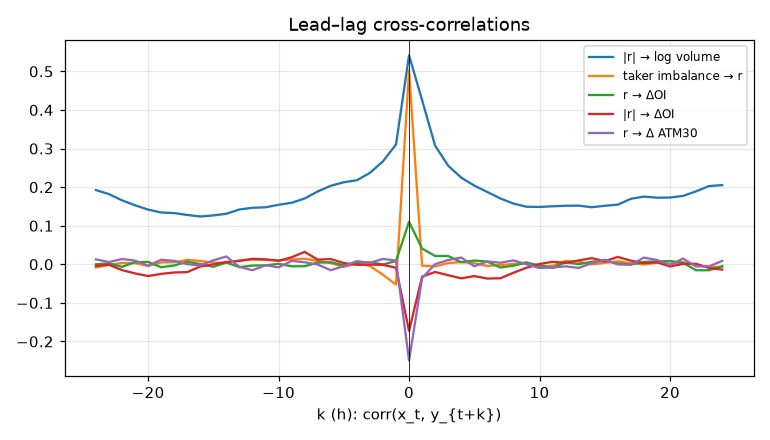 Lead–lag cross-correlations
|r| → log volume
taker imbalance → r
r → ΔOI
|r| → ΔOI
r → Δ ATM30
0.5
0.4
0.3
0.2
0.1
0.0
−0.1
−0.2
−20 −10 0 10 20
k (h): corr(x_t, y_{t+k})